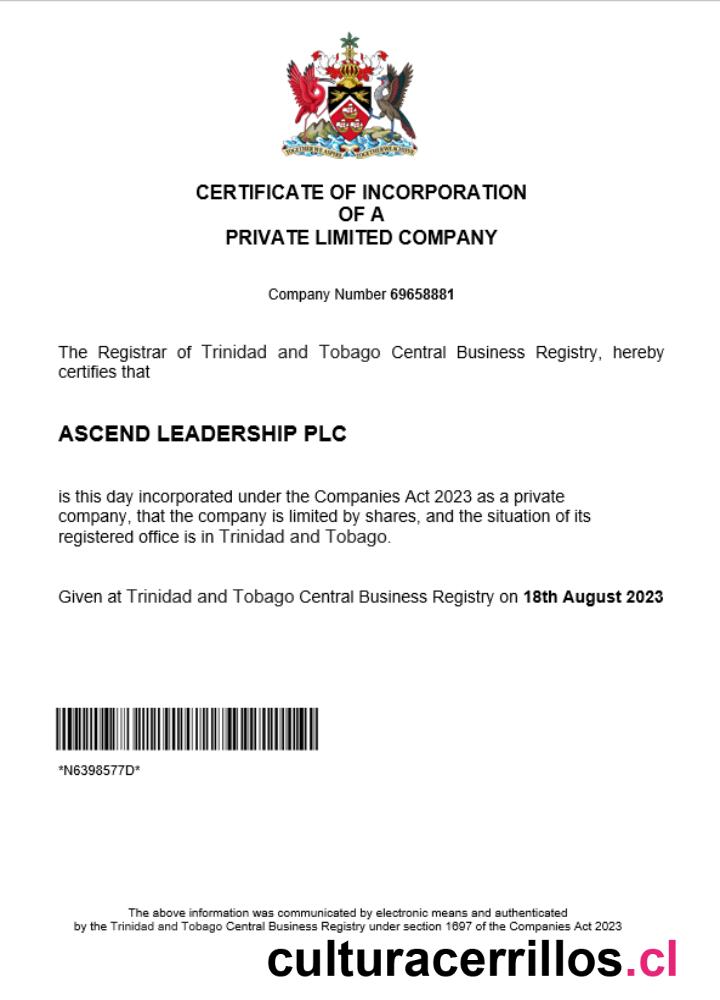 TOGETHER WE ASPIRE TOGETHER WE ACHIEVE
CERTIFICATE OF INCORPORATION
OF A
PRIVATE LIMITED COMPANY
Company Number 69658881
The Registrar of Trinidad and Tobago Central Business Registry, hereby
certifies that
ASCEND LEADERSHIP PLC
is this day incorporated under the Companies Act 2023 as a private
company, that the company is limited by shares, and the situation of its
registered office is in Trinidad and Tobago.
Given at Trinidad and Tobago Central Business Registry on 18th August 2023
*N6398577D*
The above information was communicated by electronic means and authenticated
by the Trinidad and Tobago Central Business Registry under section 1697 of the Companies Act 2023
culturacerrillos.cl